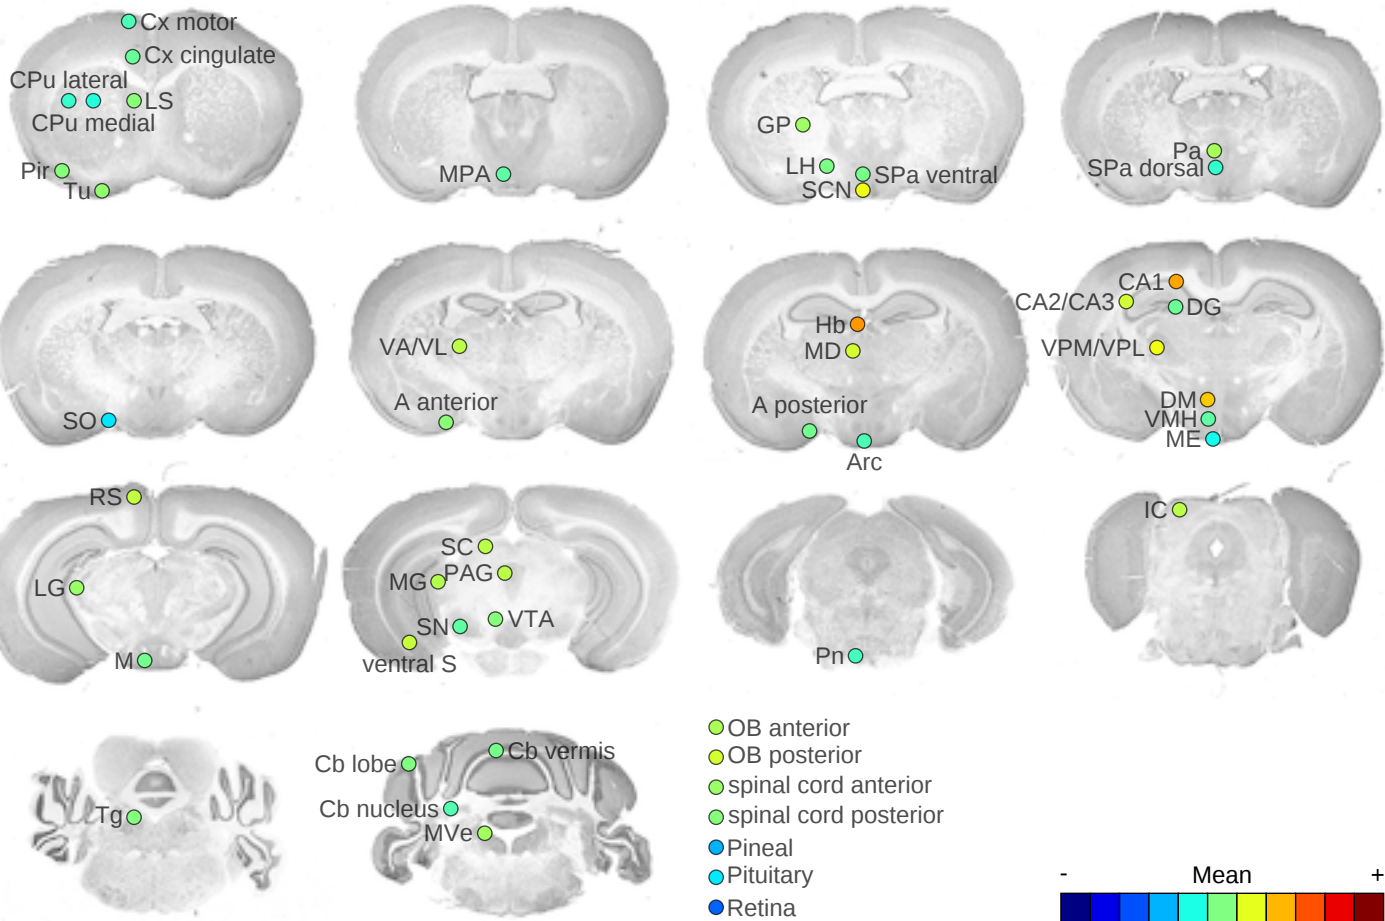 Cx motor
Cx cingulate
CPu lateral
LS
CPu medial
Pir
Tu
MPA
GP
LH
SPa ventral
SCN
Pa
SPa dorsal
SO
VA/VL
A anterior
Hb
MD
A posterior
Arc
CA1
CA2/CA3
DG
VPM/VPL
DM
VMH
ME
RS
LG
M
SC
MG
PAG
SN
VTA
ventral S
Pn
IC
Tg
Cb lobe
Cb vermis
Cb nucleus
MVe
OB anterior
OB posterior
spinal cord anterior
spinal cord posterior
Pineal
Pituitary
Retina
- Mean +